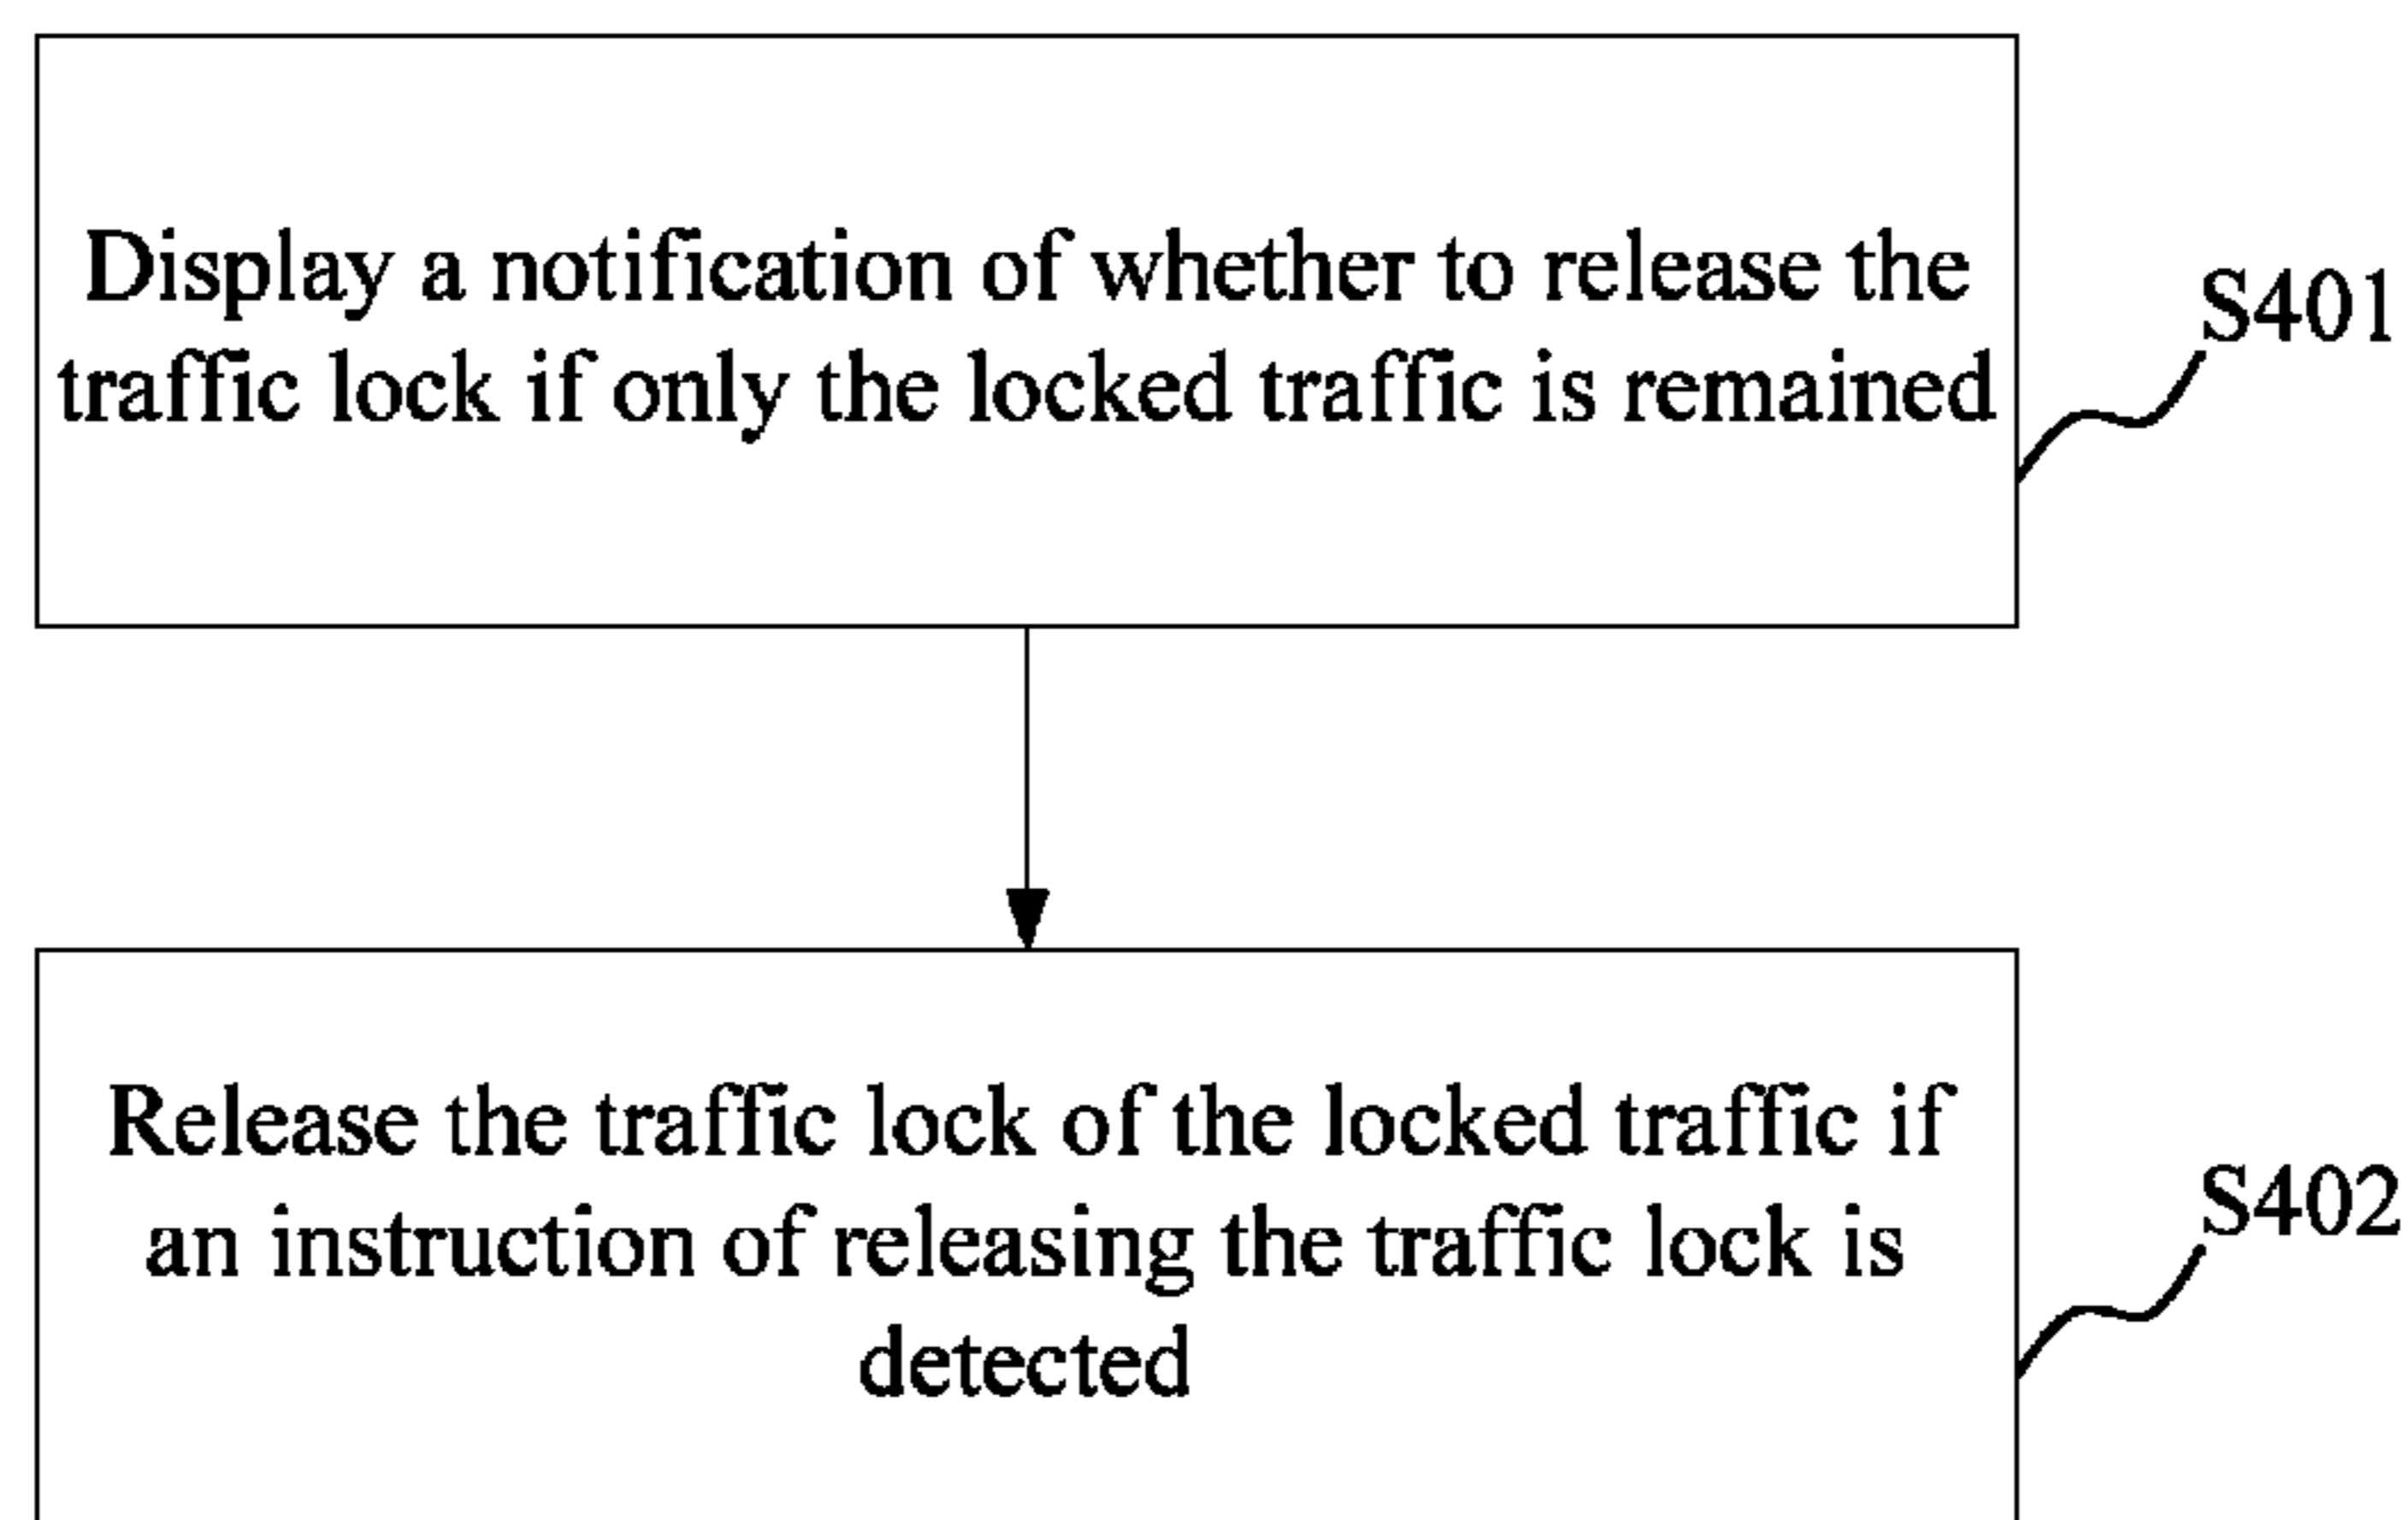 Display a notification of whether to release the
traffic lock if only the locked traffic is remained
S401
Release the traffic lock of the locked traffic if
an instruction of releasing the traffic lock is
detected
S402